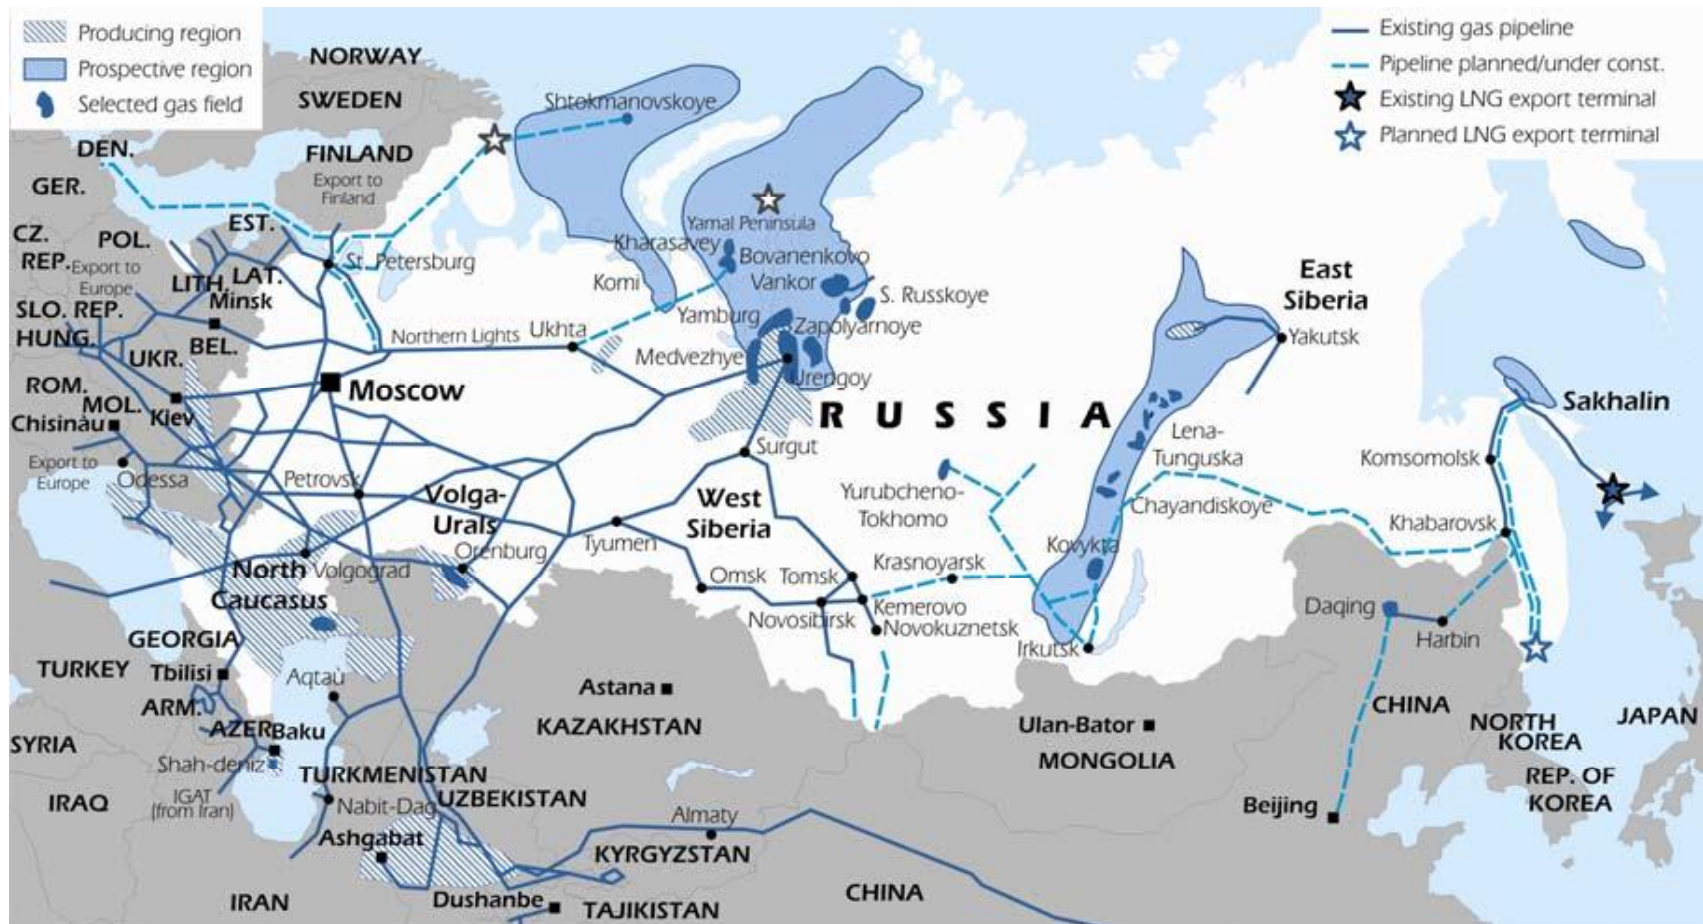 Producing region
Prospective region
Selected gas field
Existing gas pipeline
Pipeline planned/under const.
Existing LNG export terminal
Planned LNG export terminal
NORWAY
SWEDEN
Shtokmanovskoye
DEN.
FINLAND
Export to
Finland
GER.
EST.
CZ.
REP.
POL.
Export to
Europe
LAT.
LITH.
Minsk
St. Petersburg
SLO. REP.
HUNG.
BEL.
UKR.
ROM.
MOL.
Kiev
Chisinàu
Export to
Europe
Odessa
Moscow
Northern Lights
Ukhta
Komi
Yamal Peninsula
Kharasavey
Bovanenkovo
Vankor
S. Russkoye
Yamburg
Zapolyarnoye
Medvezhye
Urengoy
RUSSIA
East
Siberia
Yakutsk
Sakhalin
Surgut
Lena-
Tunguska
Komsomolsk
Petrovsk
Volga-
Urals
West
Siberia
Yurubcheno-
Tokhomo
Chayandiskoye
Khabarovsk
Orenburg
Tyumen
Kovykta
Krasnoyarsk
North
Caucasus
Volgograd
Omsk
Tomsk
Novosibirsk
Kemerovo
Novokuznetsk
Irkutsk
Daqing
Harbin
GEORGIA
TURKEY
Tbilisi
Aqtaù
Astana
KAZAKHSTAN
Ulan-Bator
MONGOLIA
CHINA
NORTH
KOREA
JAPAN
ARM.
AZER.
Baku
SYRIA
Shah-deniz
TURKMENISTAN
UZBEKISTAN
IRAQ
IGAT
(from Iran)
Nabit-Dag
Ashgabat
Almaty
KYRGYZSTAN
Beijing
REP. OF
KOREA
IRAN
Dushanbe
TAJIKISTAN
CHINA